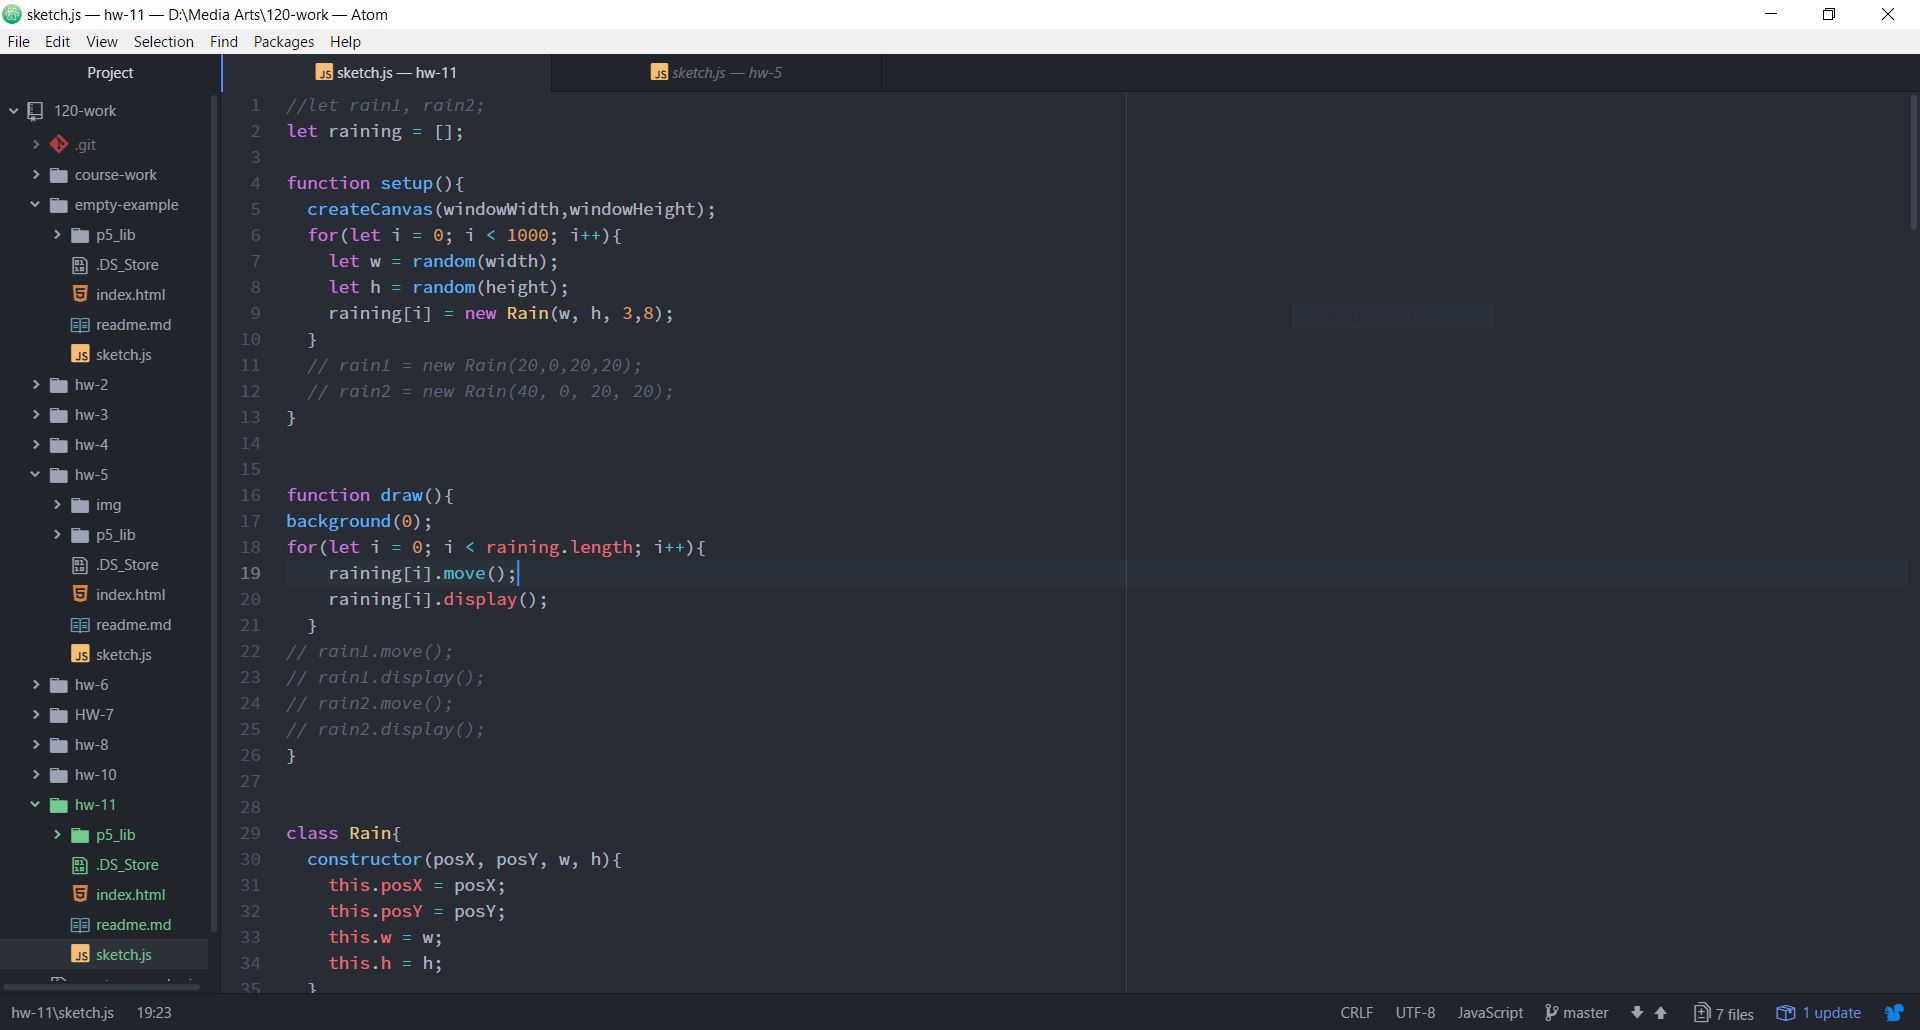 sketch.js — hw-11 — D:\Media Arts\120-work — Atom
File Edit View Selection Find Packages Help
Project
sketch.js — hw-11
sketch.js — hw-5
120-work
.git
course-work
empty-example
p5_lib
.DS_Store
index.html
readme.md
sketch.js
hw-2
hw-3
hw-4
hw-5
img
p5_lib
.DS_Store
index.html
readme.md
sketch.js
hw-6
HW-7
hw-8
hw-10
hw-11
p5_lib
.DS_Store
index.html
readme.md
sketch.js
1 //let rain1, rain2;
2 let raining = [];
3
4 function setup(){
5   createCanvas(windowWidth,windowHeight);
6   for(let i = 0; i < 1000; i++){
7     let w = random(width);
8     let h = random(height);
9     raining[i] = new Rain(w, h, 3,8);
10   }
11   // rain1 = new Rain(20,0,20,20);
12   // rain2 = new Rain(40, 0, 20, 20);
13 }
14
15
16 function draw(){
17 background(0);
18 for(let i = 0; i < raining.length; i++){
19     raining[i].move();
20     raining[i].display();
21   }
22 // rain1.move();
23 // rain1.display();
24 // rain2.move();
25 // rain2.display();
26 }
27
28
29 class Rain{
30   constructor(posX, posY, w, h){
31     this.posX = posX;
32     this.posY = posY;
33     this.w = w;
34     this.h = h;
35   }
Window Snip
hw-11\sketch.js 19:23
CRLF UTF-8 JavaScript master 7 files 1 update